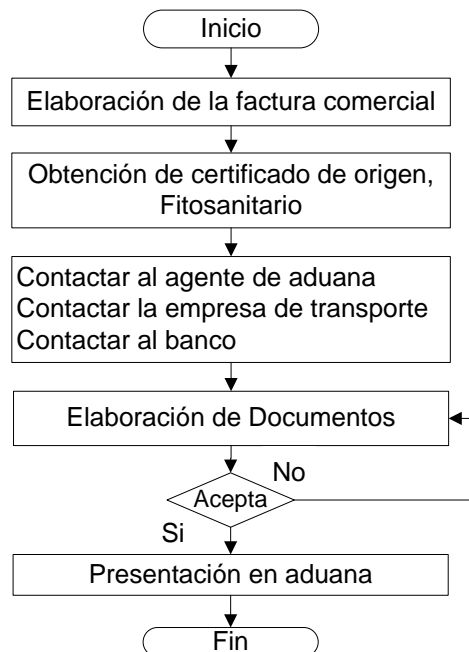 Inicio
Elaboración de la factura comercial
Obtención de certificado de origen,
Fitosanitario
Contactar al agente de aduana
Contactar la empresa de transporte
Contactar al banco
Elaboración de Documentos
No
Acepta
Si
Presentación en aduana
Fin